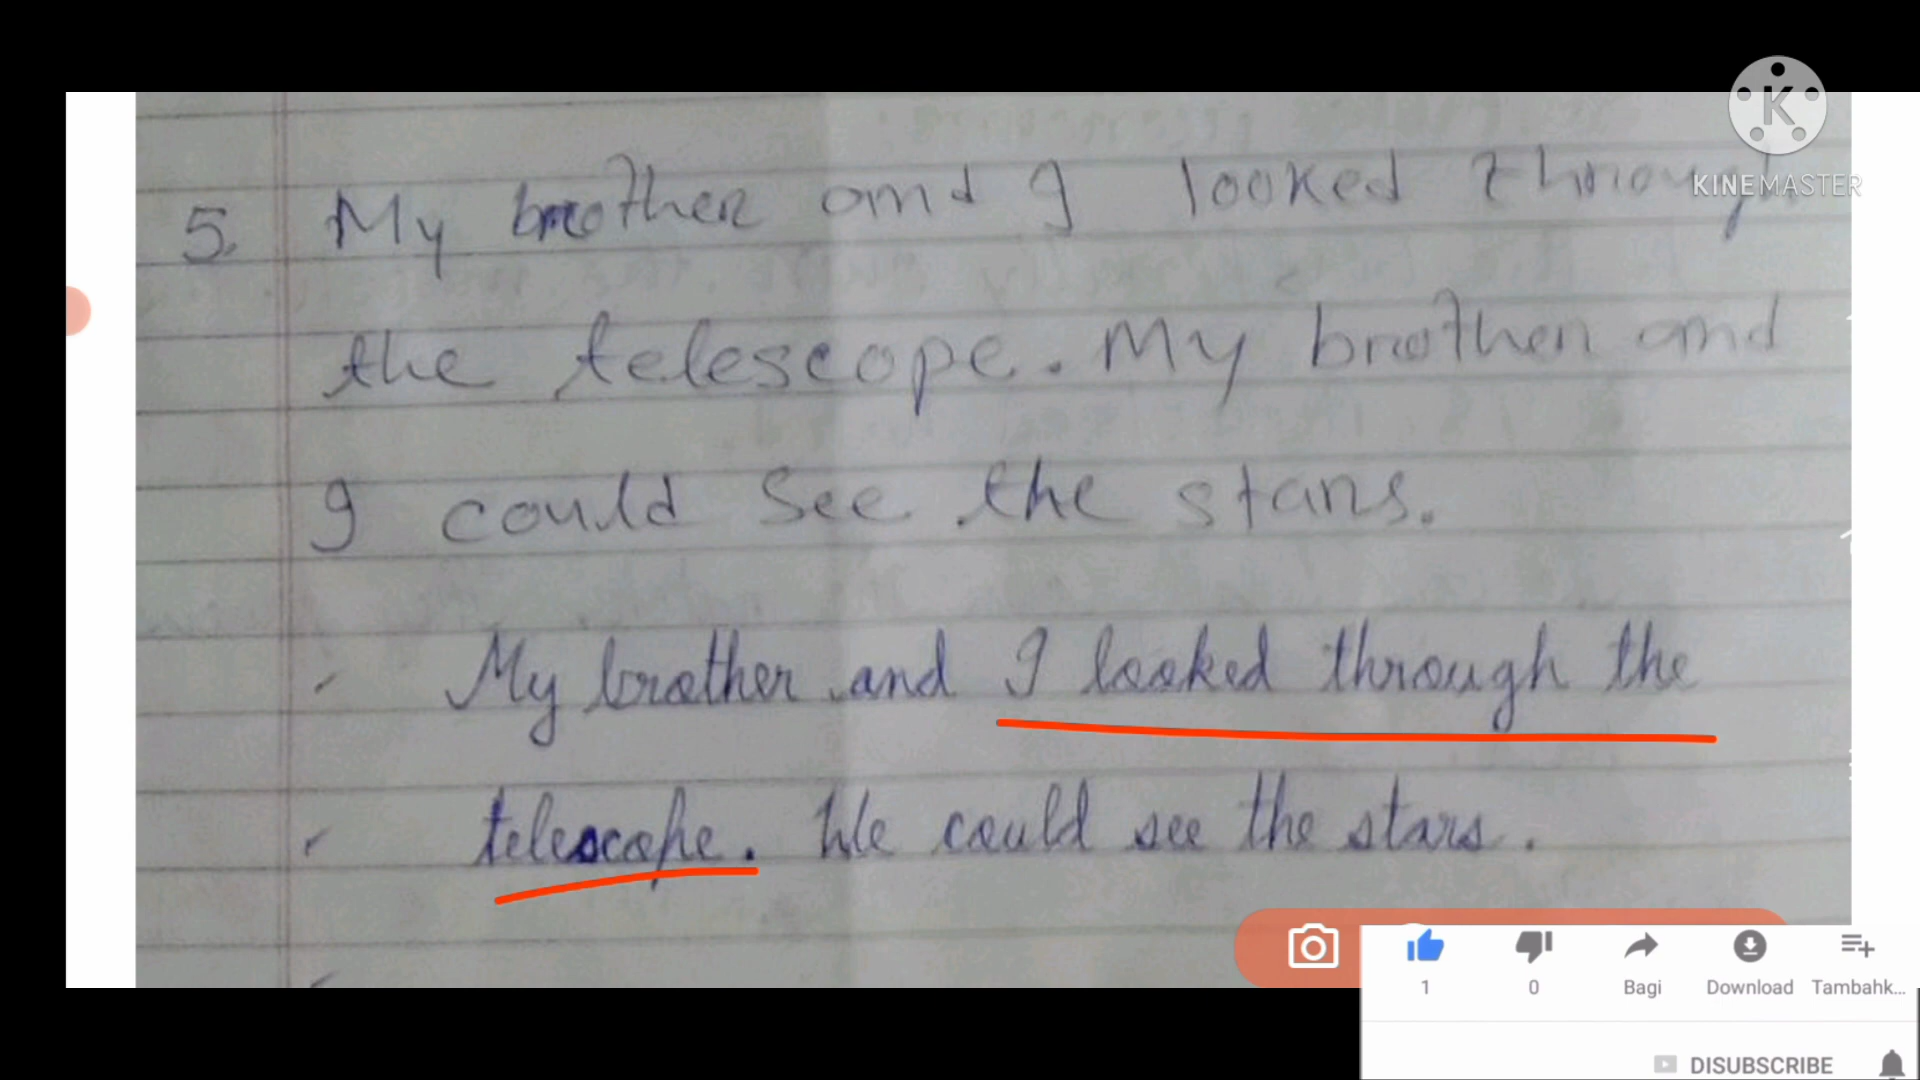 KINEMASTER
5. My brother and I looked through
the telescope. My brother and
I could see the stars.
My brother and I looked through the
telescope. We could see the stars.
1 0 Bagi Download Tambahk...
DISUBSCRIBE